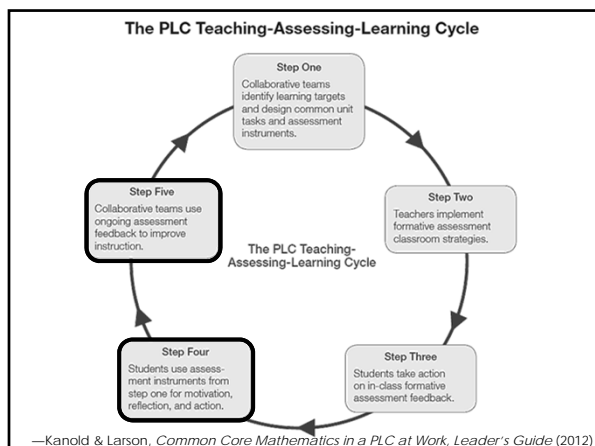 The PLC Teaching-Assessing-Learning Cycle
Step One
Collaborative teams
identify learning targets
and design common unit
tasks and assessment
instruments.
Step Two
Teachers implement
formative assessment
classroom strategies.
Step Three
Students take action
on in-class formative
assessment feedback.
Step Four
Students use assess-
ment instruments from
step one for motivation,
reflection, and action.
Step Five
Collaborative teams use
ongoing assessment
feedback to improve
instruction.
The PLC Teaching-
Assessing-Learning Cycle
—Kanold & Larson, Common Core Mathematics in a PLC at Work, Leader's Guide (2012)